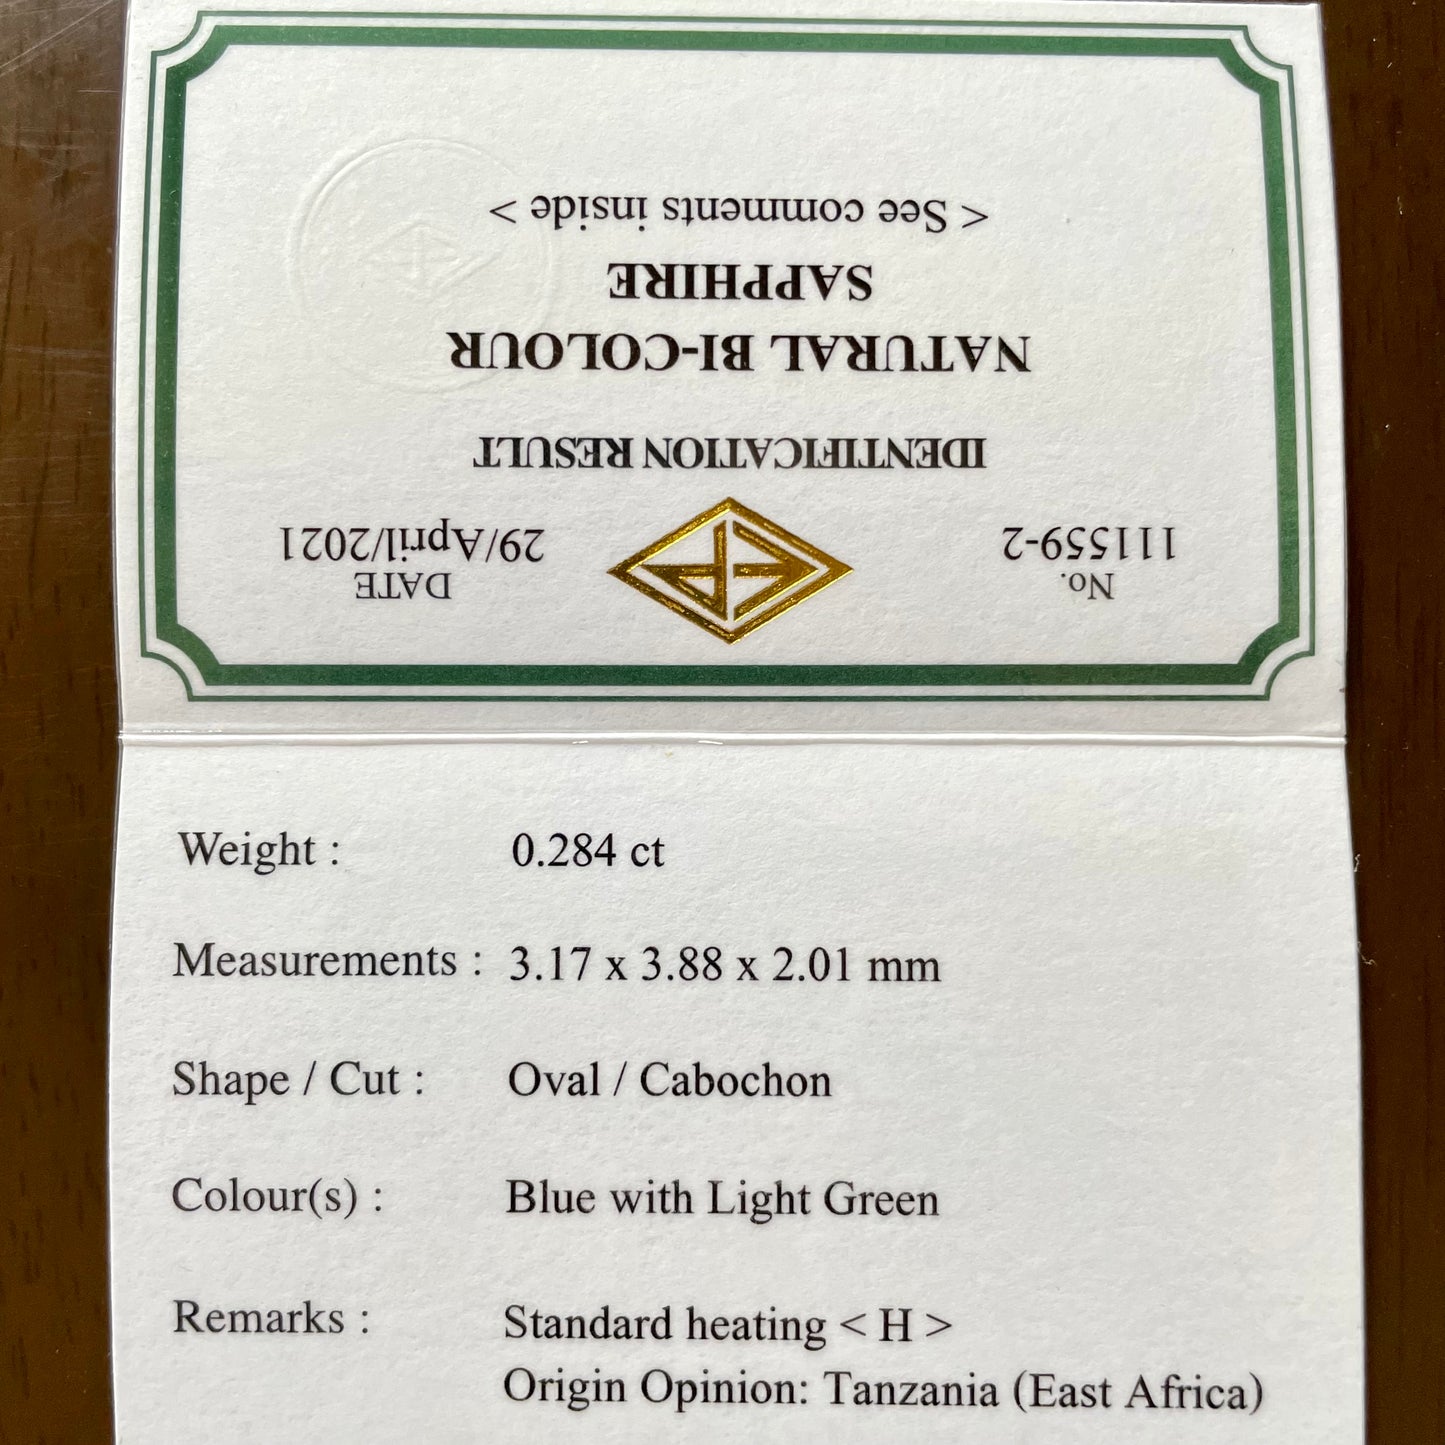 No.
111559-2
DATE
29/April/2021
IDENTIFICATION RESULT
NATURAL BI-COLOUR
SAPPHIRE
< See comments inside >
Weight : 0.284 ct
Measurements : 3.17 x 3.88 x 2.01 mm
Shape / Cut : Oval / Cabochon
Colour(s) : Blue with Light Green
Remarks : Standard heating < H >
Origin Opinion: Tanzania (East Africa)